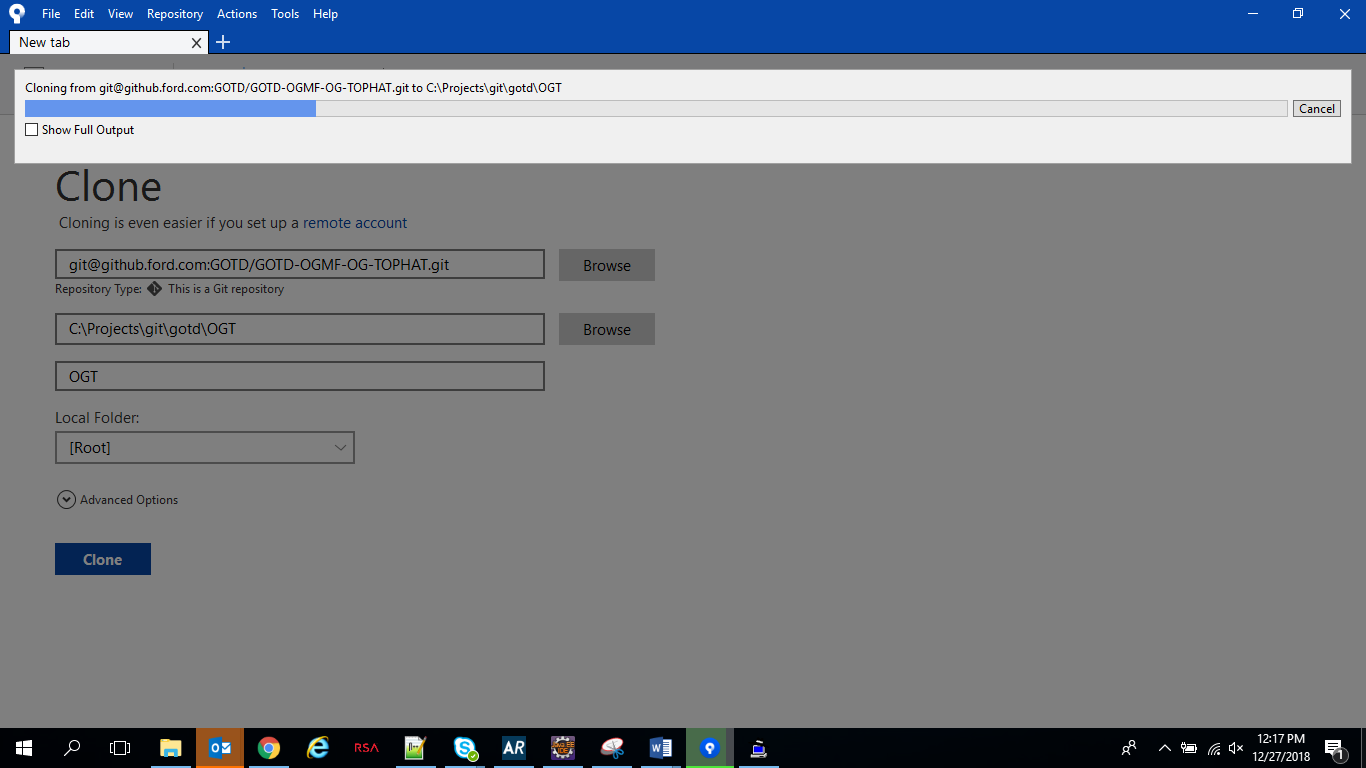 File Edit View Repository Actions Tools Help
New tab
Cloning from git@github.ford.com:GOTD/GOTD-OGMF-OG-TOPHAT.git to C:\Projects\git\gotd\OGT
Cancel
Show Full Output
Clone
Cloning is even easier if you set up a remote account
git@github.ford.com:GOTD/GOTD-OGMF-OG-TOPHAT.git
Browse
Repository Type: This is a Git repository
C:\Projects\git\gotd\OGT
Browse
OGT
Local Folder:
[Root]
Advanced Options
Clone
RSA
AR
12:17 PM
12/27/2018
1